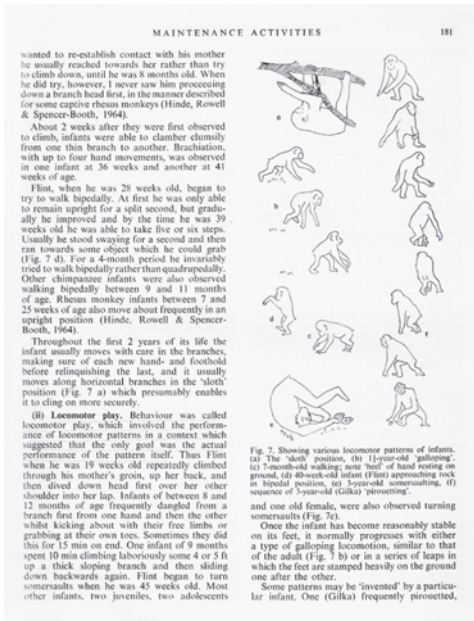 MAINTENANCE ACTIVITIES
181
wanted to re-establish contact with his mother
he usually reached towards her rather than try
to climb down, until he was 8 months old. When
he did try, however, I never saw him proceeding
down a branch head first, in the manner described
for some captive rhesus monkeys (Hinde, Rowell
& Spencer-Booth, 1964).
About 2 weeks after they were first observed
to climb, infants were able to clamber clumsily
from one thin branch to another. Brachiation,
with up to four hand movements, was observed
in one infant at 36 weeks and another at 41
weeks of age.
Flint, when he was 28 weeks old, began to
try to walk bipedally. At first he was only able
to remain upright for a split second, but gradu-
ally he improved and by the time he was 39
weeks old he was able to take five or six steps.
Usually he stood swaying for a second and then
ran towards some object which he could grab
(Fig. 7 d). For a 4-month period he invariably
tried to walk bipedally rather than quadrupedally.
Other chimpanzee infants were also observed
walking bipedally between 9 and 11 months
of age. Rhesus monkey infants between 7 and
25 weeks of age also move about frequently in an
upright position (Hinde, Rowell & Spencer-
Booth, 1964).
Throughout the first 2 years of its life the
infant usually moves with care in the branches,
making sure of each new hand- and foothold
before relinquishing the last, and it usually
moves along horizontal branches in the 'sloth'
position (Fig. 7 a) which presumably enables
it to cling on more securely.
(ii) Locomotor play. Behaviour was called
locomotor play, which involved the perform-
ance of locomotor patterns in a context which
suggested that the only goal was the actual
performance of the pattern itself. Thus Flint
when he was 19 weeks old repeatedly climbed
through his mother's groin, up her back, and
then dived down head first over her other
shoulder into her lap. Infants of between 8 and
12 months of age frequently dangled from a
branch first from one hand and then the other
whilst kicking about with their free limbs or
grabbing at their own toes. Sometimes they did
this for 15 min on end. One infant of 9 months
spent 10 min climbing laboriously some 4 or 5 ft
up a thick sloping branch and then sliding
down backwards again. Flint began to turn
somersaults when he was 45 weeks old. Most
other infants, two juveniles, two adolescents
a
b
c
d
e
f
Fig. 7. Showing various locomotor patterns of infants.
(a) The 'sloth' position, (b) 1½-year-old 'galloping'.
(c) 7-month-old walking; note 'heel' of hand resting on
ground, (d) 40-week-old infant (Flint) approaching rock
in bipedal position, (e) 3-year-old somersaulting, (f)
sequence of 3-year-old (Gilka) 'pirouetting'.
and one old female, were also observed turning
somersaults (Fig. 7e).
Once the infant has become reasonably stable
on its feet, it normally progresses with either
a type of galloping locomotion, similar to that
of the adult (Fig. 7 b) or in a series of leaps in
which the feet are stamped heavily on the ground
one after the other.
Some patterns may be 'invented' by a particu-
lar infant. One (Gilka) frequently pirouetted,